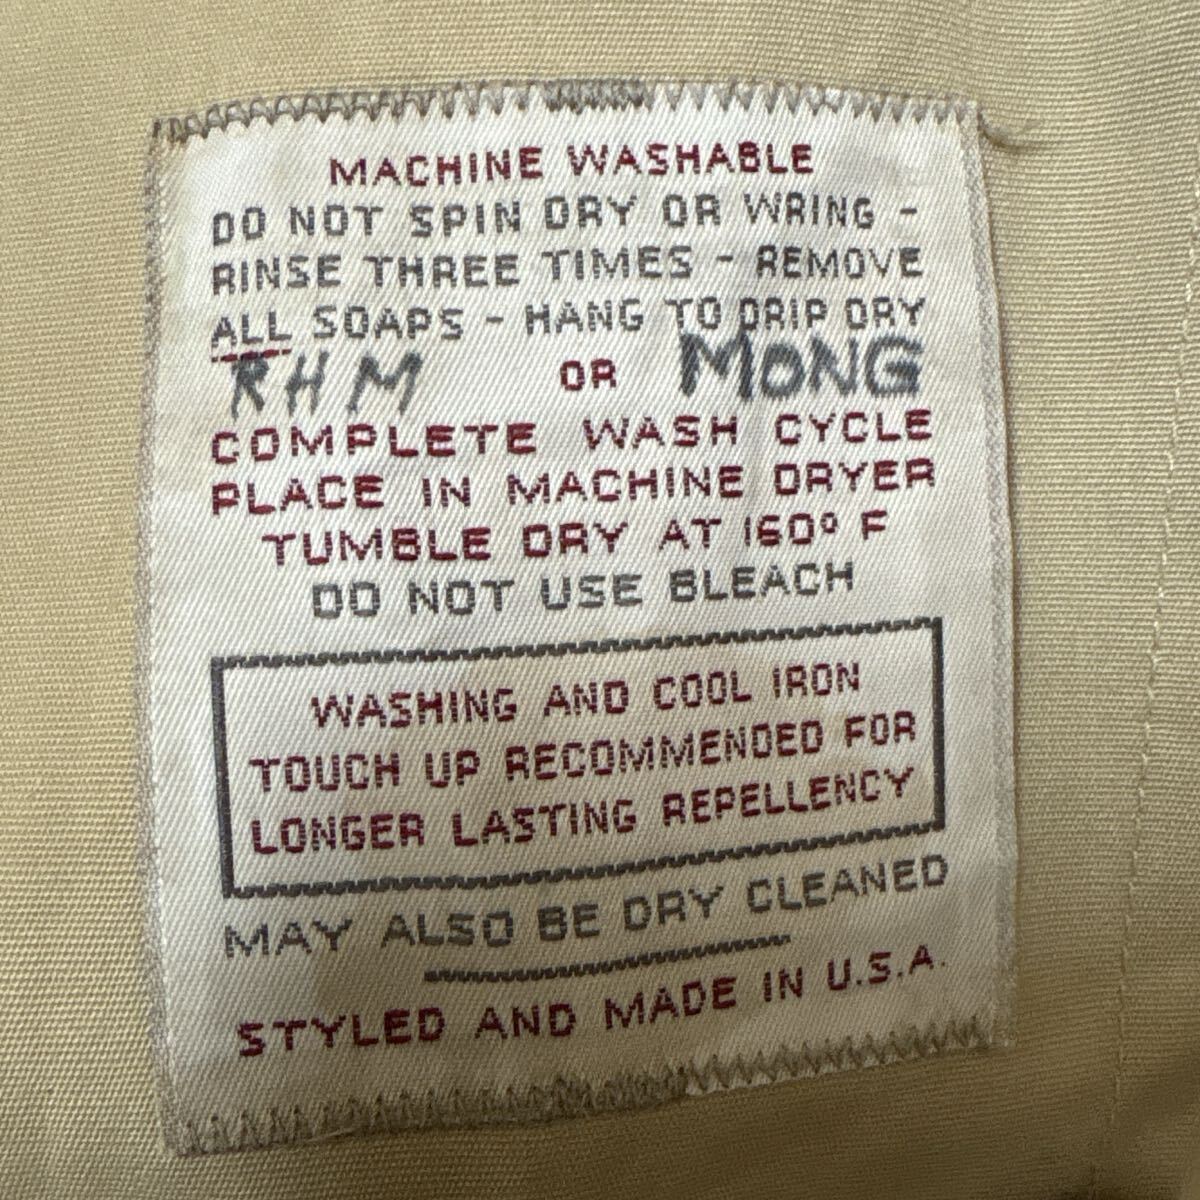 MACHINE WASHABLE
DO NOT SPIN DRY OR WRING -
RINSE THREE TIMES - REMOVE
ALL SOAPS - HANG TO DRIP DRY
RHM OR MONG
COMPLETE WASH CYCLE
PLACE IN MACHINE DRYER
TUMBLE DRY AT 160° F
DO NOT USE BLEACH
WASHING AND COOL IRON
TOUCH UP RECOMMENDED FOR
LONGER LASTING REPELLENCY
MAY ALSO BE DRY CLEANED
STYLED AND MADE IN U.S.A.